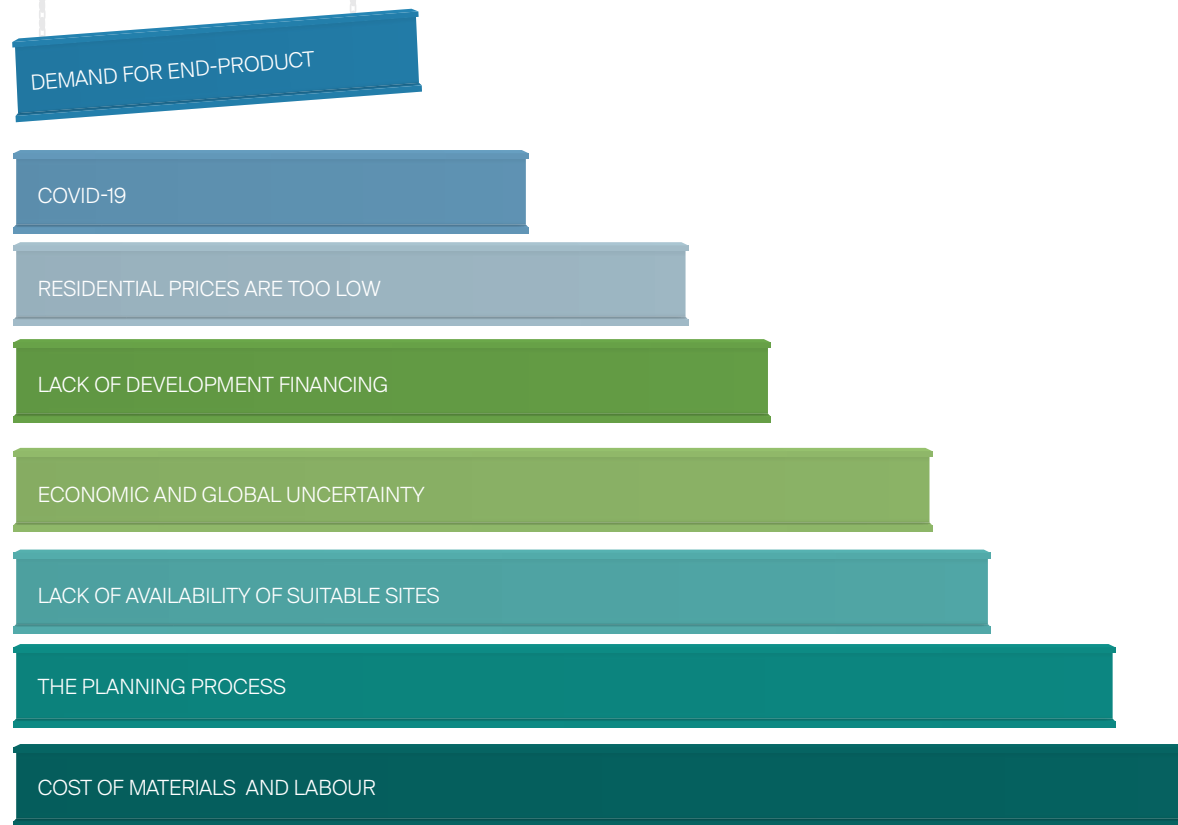 DEMAND FOR END-PRODUCT
COVID-19
RESIDENTIAL PRICES ARE TOO LOW
LACK OF DEVELOPMENT FINANCING
ECONOMIC AND GLOBAL UNCERTAINTY
LACK OF AVAILABILITY OF SUITABLE SITES
THE PLANNING PROCESS
COST OF MATERIALS AND LABOUR